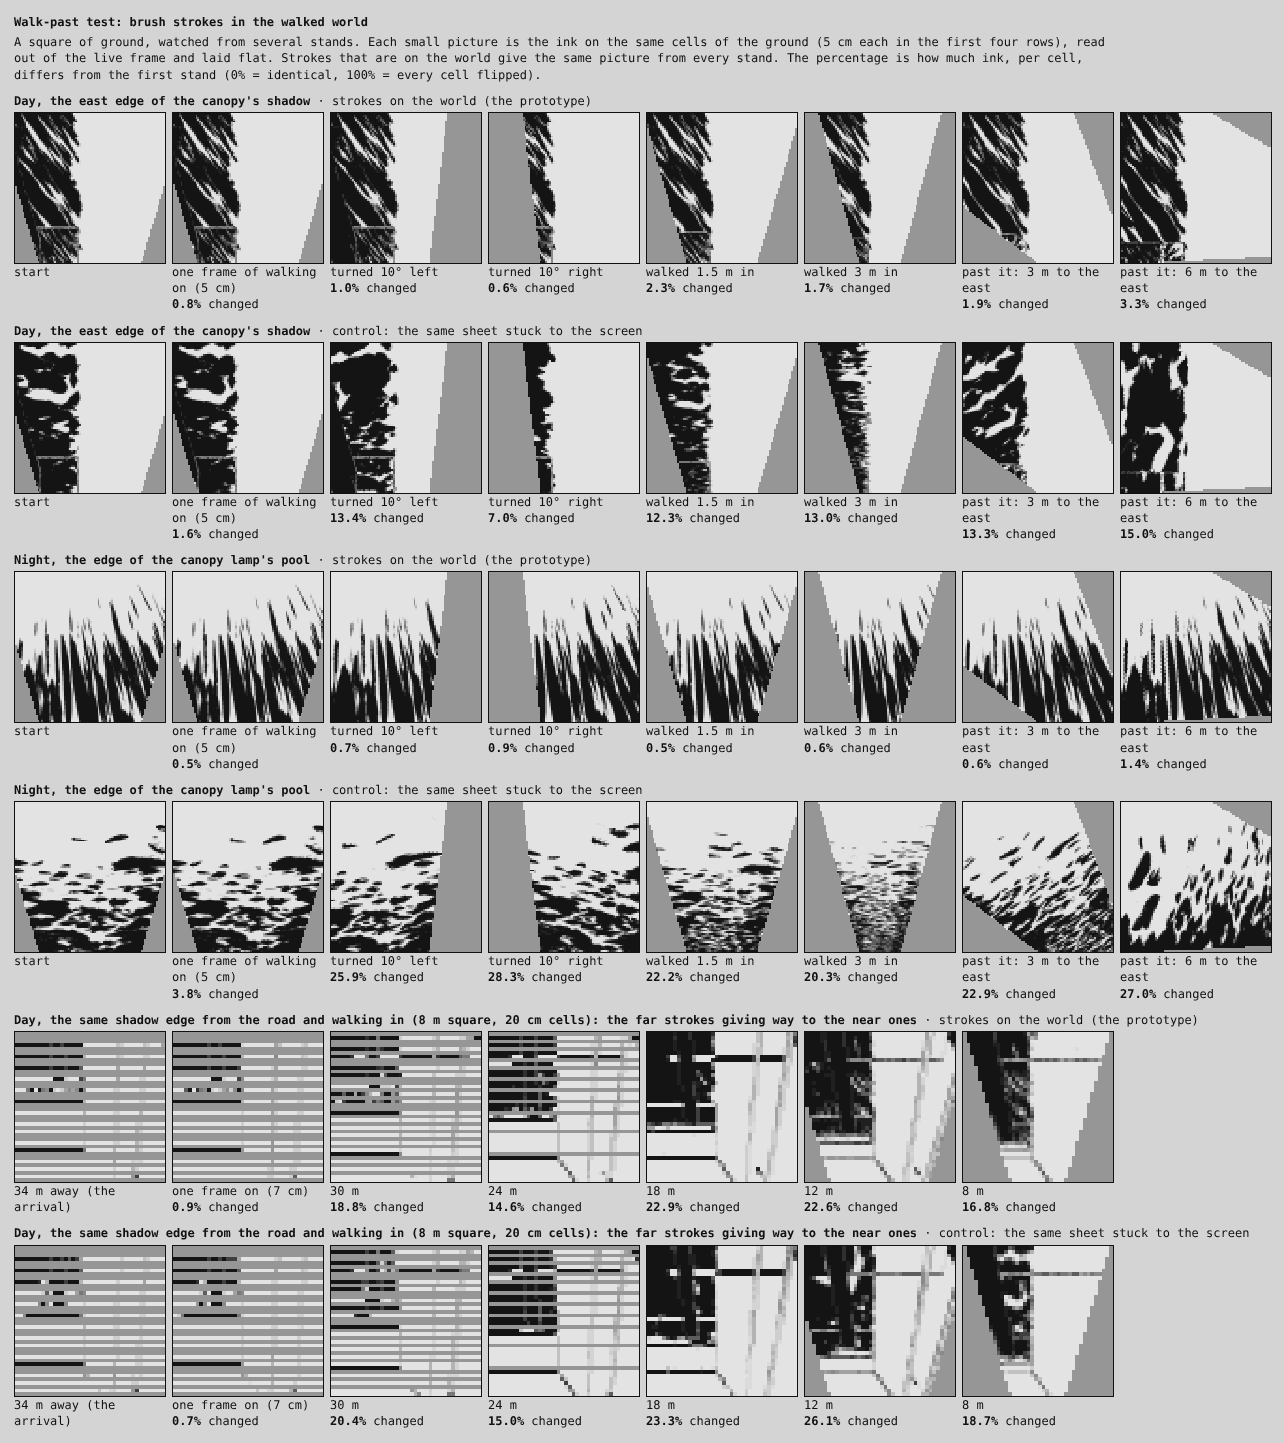 Walk-past test: brush strokes in the walked world
A square of ground, watched from several stands. Each small picture is the ink on the same cells of the ground (5 cm each in the first four rows), read
out of the live frame and laid flat. Strokes that are on the world give the same picture from every stand. The percentage is how much ink, per cell,
differs from the first stand (0% = identical, 100% = every cell flipped).
Day, the east edge of the canopy's shadow · strokes on the world (the prototype)
start
one frame of walking
on (5 cm)
0.8% changed
turned 10° left
1.0% changed
turned 10° right
0.6% changed
walked 1.5 m in
2.3% changed
walked 3 m in
1.7% changed
past it: 3 m to the
east
1.9% changed
past it: 6 m to the
east
3.3% changed
Day, the east edge of the canopy's shadow · control: the same sheet stuck to the screen
start
one frame of walking
on (5 cm)
1.6% changed
turned 10° left
13.4% changed
turned 10° right
7.0% changed
walked 1.5 m in
12.3% changed
walked 3 m in
13.0% changed
past it: 3 m to the
east
13.3% changed
past it: 6 m to the
east
15.0% changed
Night, the edge of the canopy lamp's pool · strokes on the world (the prototype)
start
one frame of walking
on (5 cm)
0.5% changed
turned 10° left
0.7% changed
turned 10° right
0.9% changed
walked 1.5 m in
0.5% changed
walked 3 m in
0.6% changed
past it: 3 m to the
east
0.6% changed
past it: 6 m to the
east
1.4% changed
Night, the edge of the canopy lamp's pool · control: the same sheet stuck to the screen
start
one frame of walking
on (5 cm)
3.8% changed
turned 10° left
25.9% changed
turned 10° right
28.3% changed
walked 1.5 m in
22.2% changed
walked 3 m in
20.3% changed
past it: 3 m to the
east
22.9% changed
past it: 6 m to the
east
27.0% changed
Day, the same shadow edge from the road and walking in (8 m square, 20 cm cells): the far strokes giving way to the near ones · strokes on the world (the prototype)
34 m away (the
arrival)
one frame on (7 cm)
0.9% changed
30 m
18.8% changed
24 m
14.6% changed
18 m
22.9% changed
12 m
22.6% changed
8 m
16.8% changed
Day, the same shadow edge from the road and walking in (8 m square, 20 cm cells): the far strokes giving way to the near ones · control: the same sheet stuck to the screen
34 m away (the
arrival)
one frame on (7 cm)
0.7% changed
30 m
20.4% changed
24 m
15.0% changed
18 m
23.3% changed
12 m
26.1% changed
8 m
18.7% changed